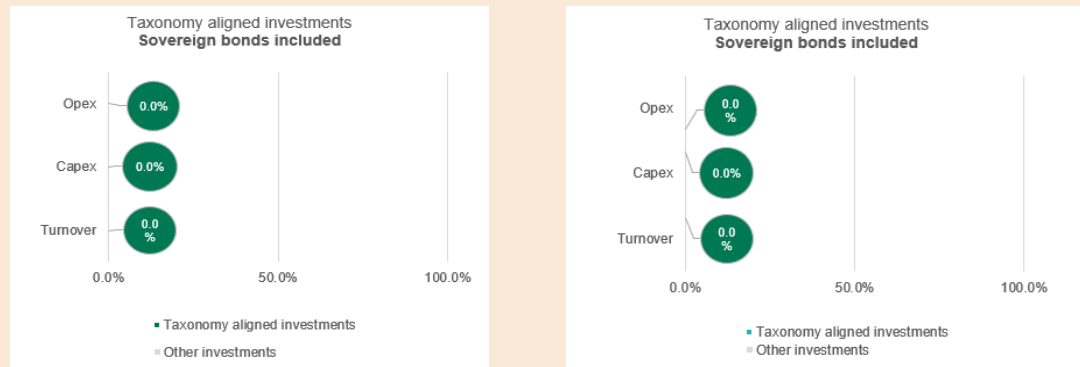 Taxonomy aligned investments
Sovereign bonds included
Opex
0.0%
Capex
0.0%
Turnover
0.0
%
0.0%
50.0%
100.0%
Taxonomy aligned investments
Other investments
Taxonomy aligned investments
Sovereign bonds included
Opex
0.0
%
Capex
0.0%
Turnover
0.0
%
0.0%
50.0%
100.0%
Taxonomy aligned investments
Other investments